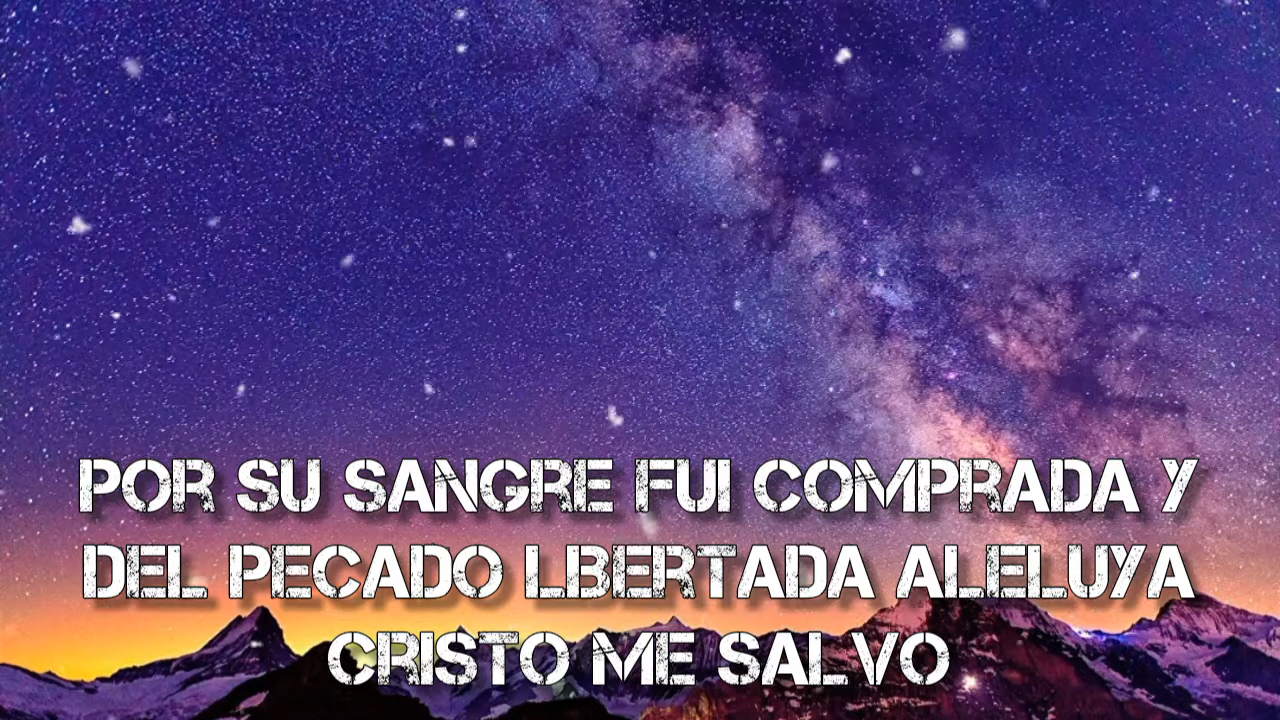 POR SU SANGRE FUI COMPRADA Y
DEL PECADO LBERTADA ALELUYA
CRISTO ME SALVO